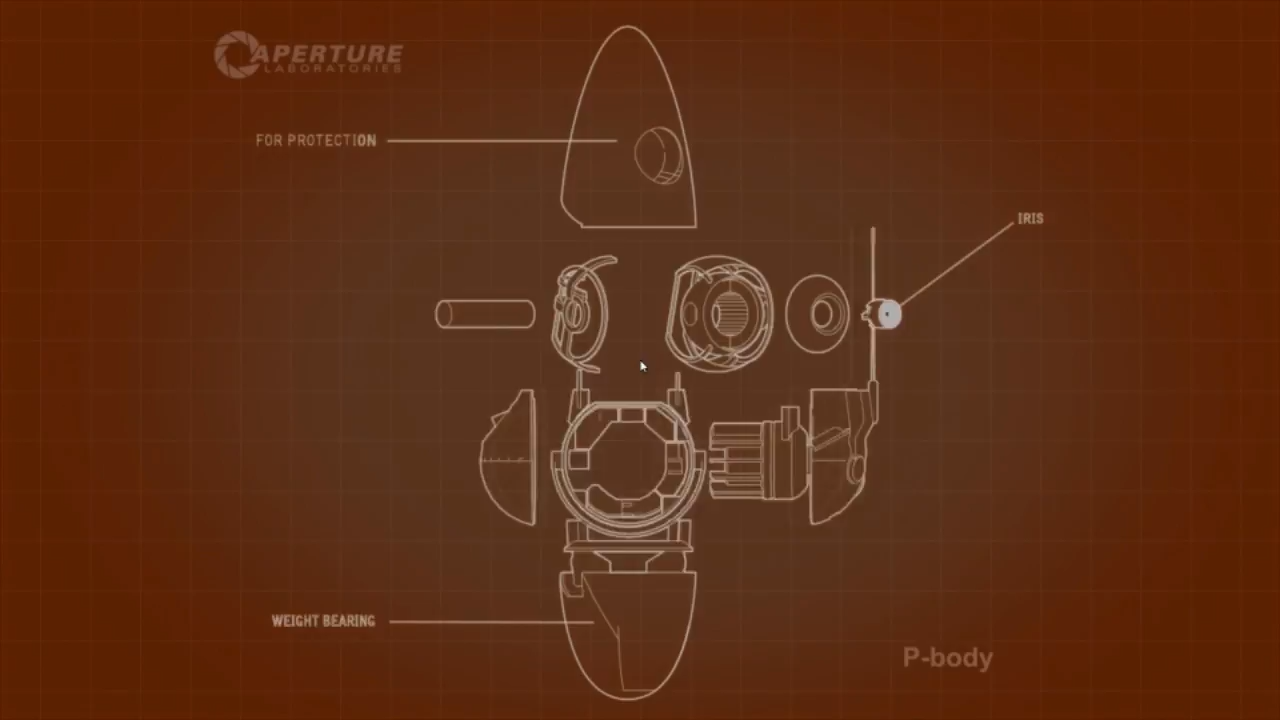 APERTURE
LABORATORIES
FOR PROTECTION
IRIS
WEIGHT BEARING
P-body